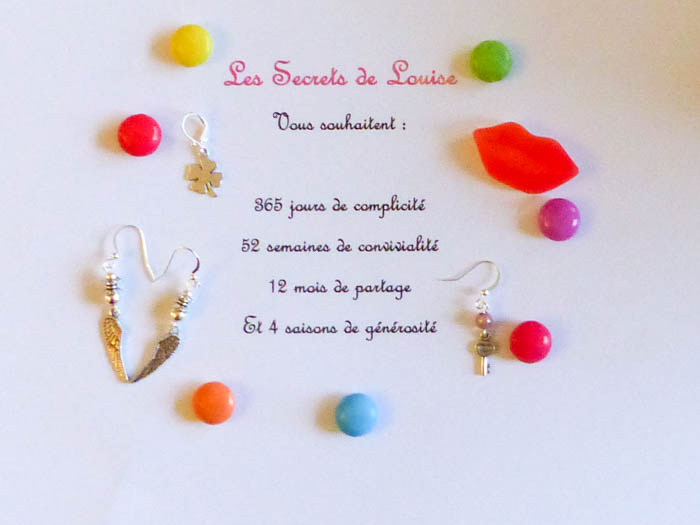 Les Secrets de Louise
Vous souhaitent :
365 jours de complicité
52 semaines de convivialité
12 mois de partage
Et 4 saisons de générosité